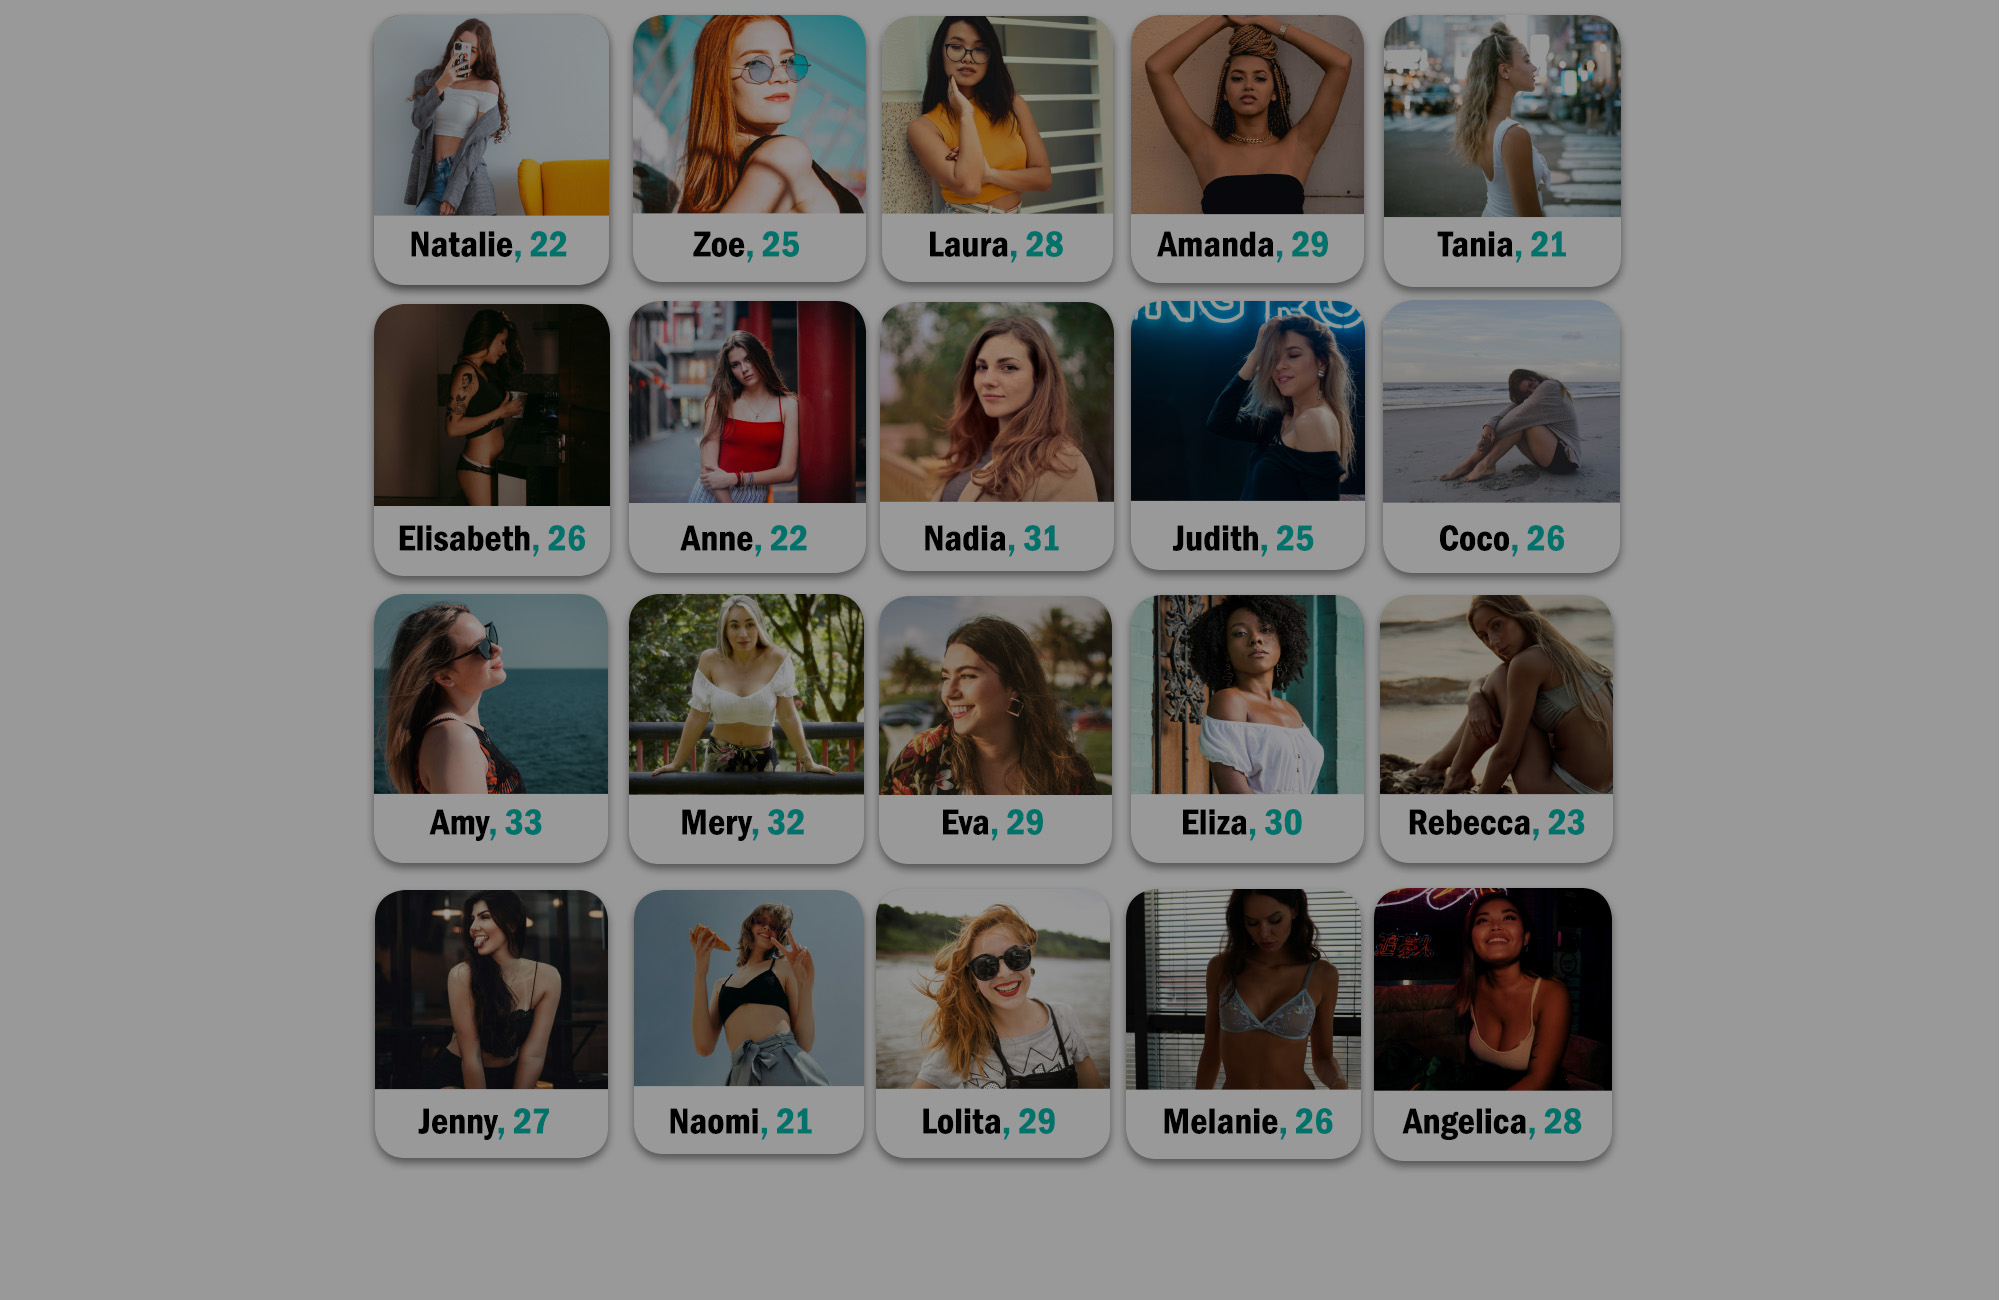 Natalie, 22
Zoe, 25
Laura, 28
Amanda, 29
Tania, 21
NG RO
Elisabeth, 26
Anne, 22
Nadia, 31
Judith, 25
Coco, 26
Amy, 33
Mery, 32
Eva, 29
Eliza, 30
Rebecca, 23
Jenny, 27
Naomi, 21
Lolita, 29
Melanie, 26
Angelica, 28